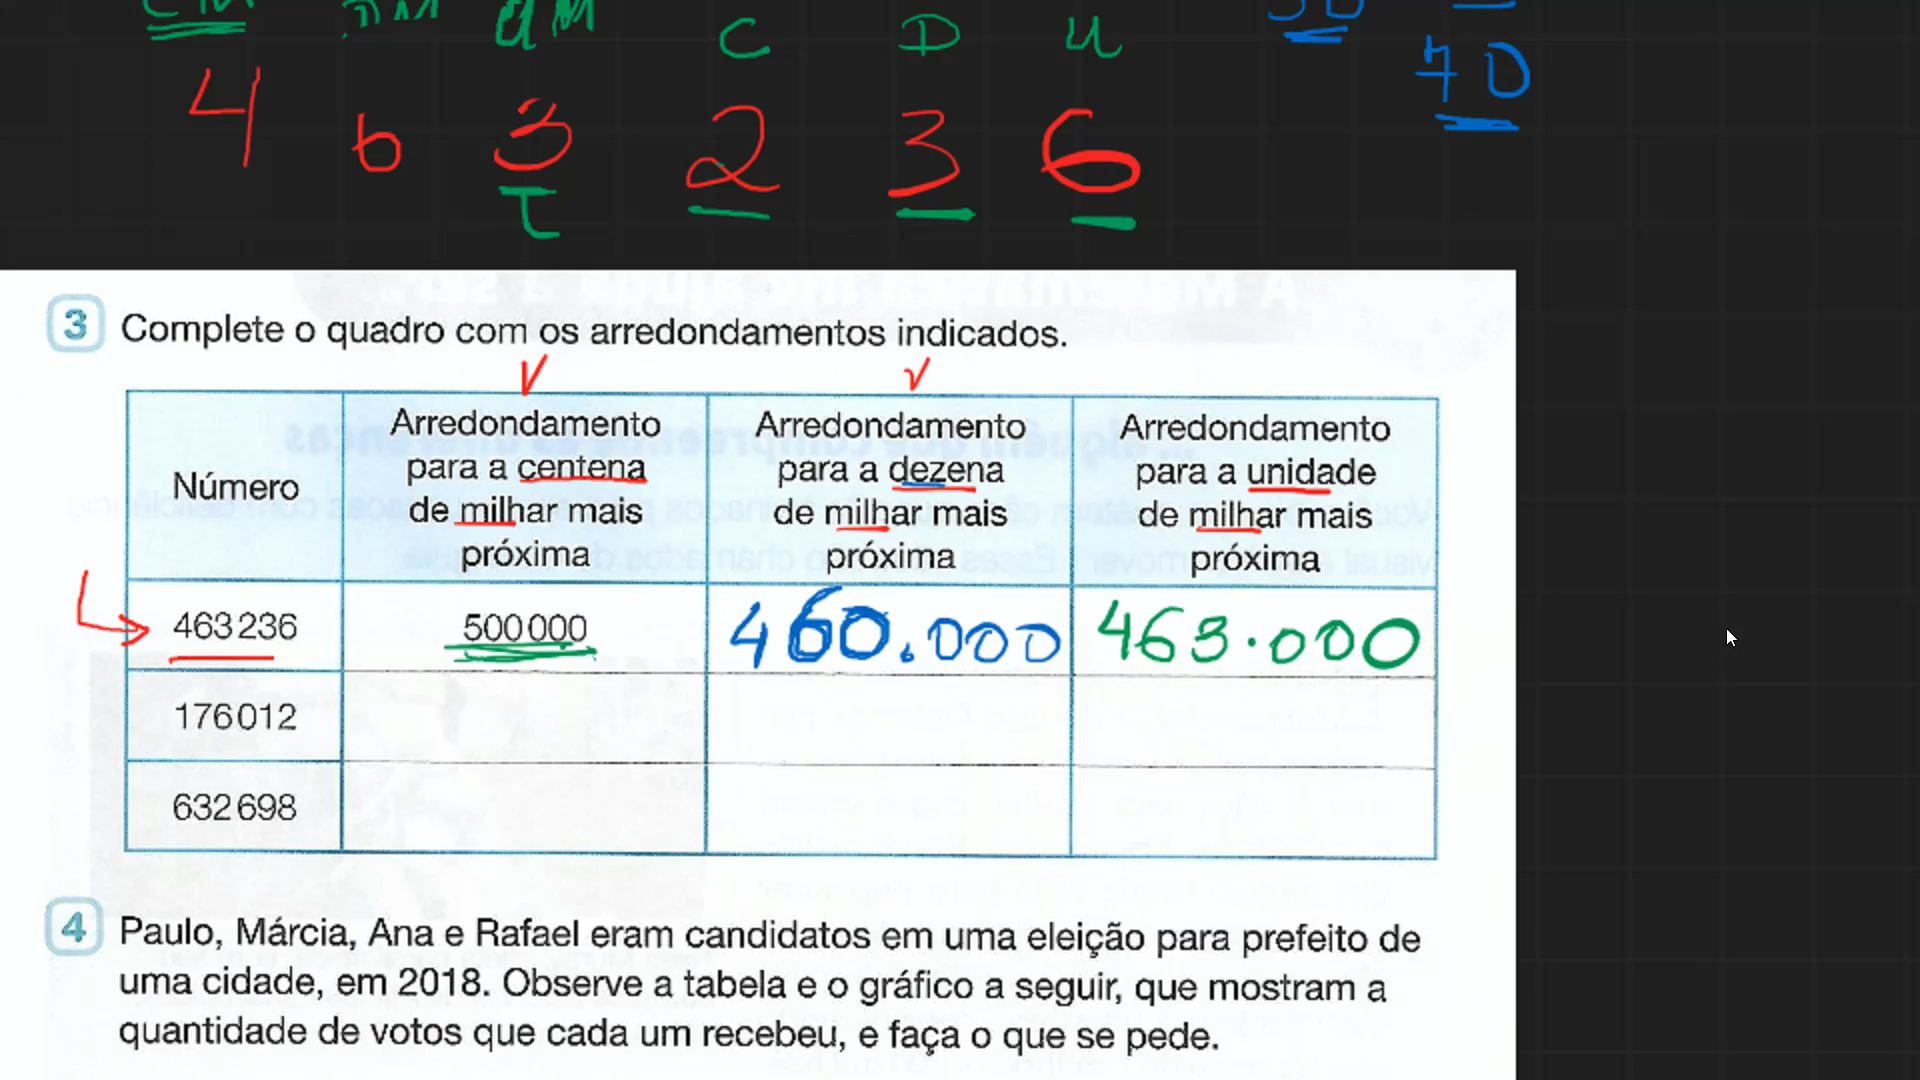 CM DM UM C D U
4 6 3 2 3 6
70
3 Complete o quadro com os arredondamentos indicados.
Número
Arredondamento para a centena de milhar mais próxima
Arredondamento para a dezena de milhar mais próxima
Arredondamento para a unidade de milhar mais próxima
463 236 500 000 460.000 463.000
176 012
632 698
4 Paulo, Márcia, Ana e Rafael eram candidatos em uma eleição para prefeito de
uma cidade, em 2018. Observe a tabela e o gráfico a seguir, que mostram a
quantidade de votos que cada um recebeu, e faça o que se pede.